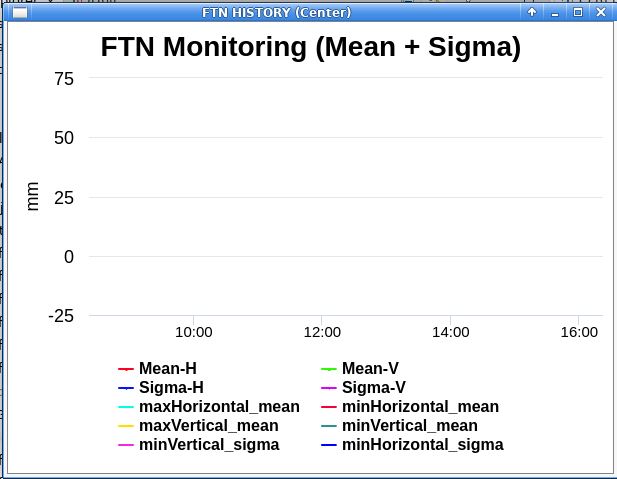 FTN HISTORY (Center)
FTN Monitoring (Mean + Sigma)
75
50
25
0
-25
mm
10:00 12:00 14:00 16:00
Mean-H Mean-V
Sigma-H Sigma-V
maxHorizontal_mean minHorizontal_mean
maxVertical_mean minVertical_mean
minVertical_sigma minHorizontal_sigma